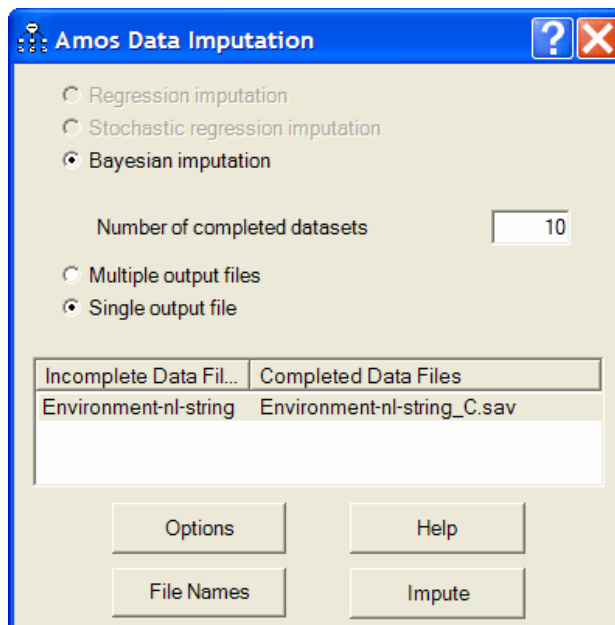 Amos Data Imputation
Regression imputation
Stochastic regression imputation
Bayesian imputation
Number of completed datasets 10
Multiple output files
Single output file
Incomplete Data Fil... Completed Data Files
Environment-nl-string Environment-nl-string_C.sav
Options Help
File Names Impute